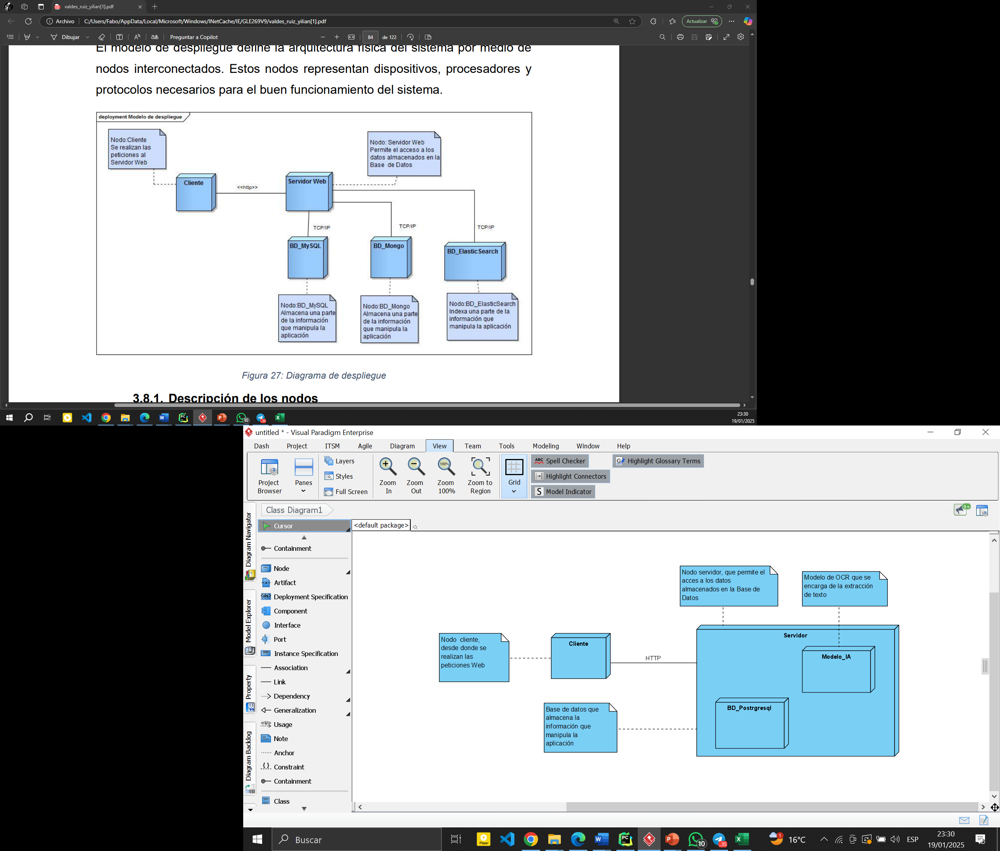 valdes_ruiz_yilian[1].pdf
Archivo
C:/Users/Fabo/AppData/Local/Microsoft/Windows/INetCache/IE/GLE269V9/valdes_ruiz_yilian[1].pdf
Actualizar
Dibujar
Preguntar a Copilot
84
de 122
El modelo de despliegue define la arquitectura física del sistema por medio de
nodos interconectados. Estos nodos representan dispositivos, procesadores y
protocolos necesarios para el buen funcionamiento del sistema.
deployment Modelo de despliegue
Nodo:Cliente
Se realizan las
peticiones al
Servidor Web
Nodo: Servidor Web
Permite el acceso a los
datos almacenados en la
Base de Datos
Cliente
<<http>>
Servidor Web
TCP/IP
TCP/IP
TCP/IP
BD_MySQL
BD_Mongo
BD_ElasticSearch
Nodo:BD_MySQL
Almacena una parte
de la información
que manipula la
aplicación
Nodo:BD_Mongo
Almacena una parte
de la información
que manipula la
aplicación
Nodo:BD_ElasticSearch
Indexa una parte de la
información que
manipula la aplicación
Figura 27: Diagrama de despliegue
3.8.1. Descripción de los nodos
10
35
23:30
19/01/2025
untitled * - Visual Paradigm Enterprise
Dash
Project
ITSM
Agile
Diagram
View
Team
Tools
Modeling
Window
Help
Project
Browser
Panes
Layers
Styles
Full Screen
Zoom
In
Zoom
Out
100%
Zoom
100%
Zoom to
Region
Grid
ABC Spell Checker
Highlight Connectors
S Model Indicator
G Highlight Glossary Terms
Class Diagram1
9+
Diagram Navigator
Model Explorer
Property
Diagram Backlog
Cursor
Containment
Node
Artifact
Deployment Specification
Component
Interface
Port
Instance Specification
Association
Link
Dependency
Generalization
Usage
Note
Anchor
Constraint
Containment
Class
<default package>
Nodo servidor, que permite el
acces a los datos
almacenados en la Base de
Datos
Modelo de OCR que se
encarga de la extracción
de texto
Nodo cliente,
desde donde se
realizan las
peticiones Web
Cliente
HTTP
Servidor
Modelo_IA
BD_Postrgresql
Base de datos que
almacena la
información que
manipula la
aplicación
Buscar
Player
10
35
1
16°C
ESP
23:30
19/01/2025